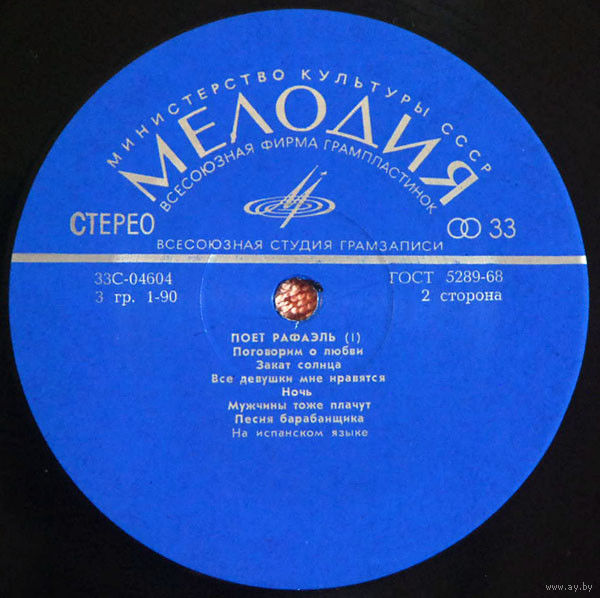 МИНИСТЕРСТВО КУЛЬТУРЫ СССР
МЕЛОДИЯ
ВСЕСОЮЗНАЯ ФИРМА ГРАМПЛАСТИНОК
СТЕРЕО
33
ВСЕСОЮЗНАЯ СТУДИЯ ГРАМЗАПИСИ
33С-04604
ГОСТ 5289-68
3 гр. 1-90
2 сторона
ПОЕТ РАФАЭЛЬ (I)
Поговорим о любви
Закат солнца
Все девушки мне нравятся
Ночь
Мужчины тоже плачут
Песня барабанщика
На испанском языке
www.ay.by